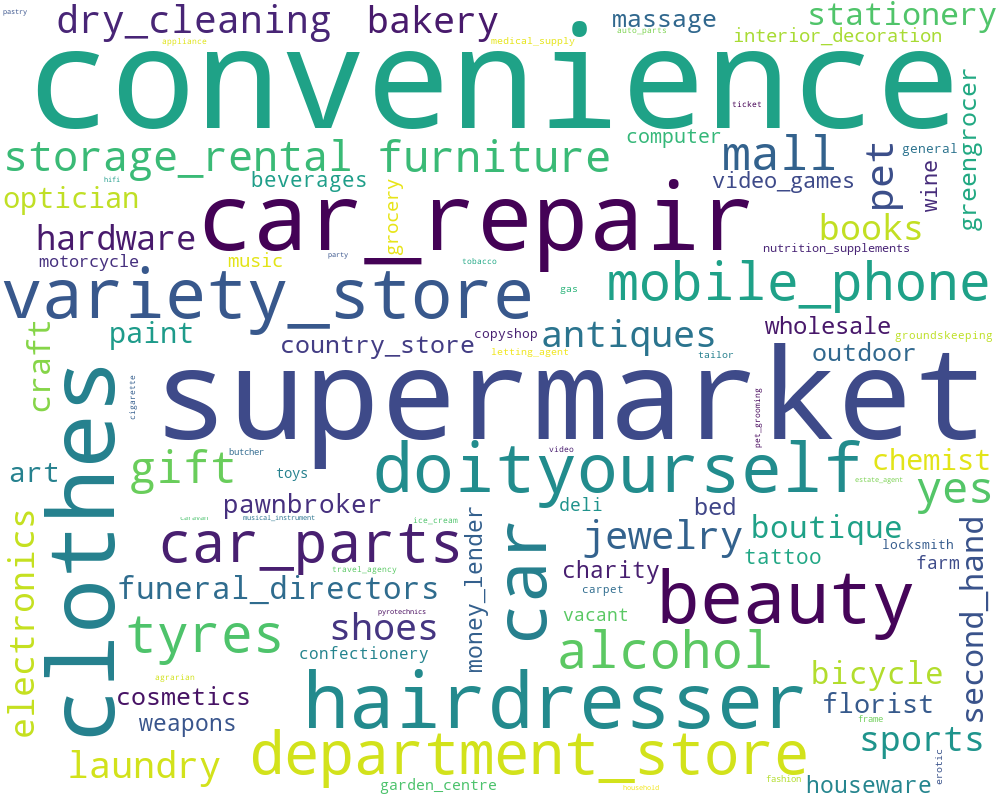 pastry
dry_cleaning
bakery
massage
stationery
appliance
medical_supply
auto_parts
interior_decoration
convenience
ticket
storage_rental
furniture
computer
mall
pet
general
greengrocer
hifi
beverages
video_games
wine
optician
car_repair
grocery
books
hardware
nutrition_supplements
motorcycle
music
party
tobacco
variety_store
gas
mobile_phone
craft
paint
country_store
copyshop
antiques
wholesale
groundskeeping
letting_agent
tailor
outdoor
clothes
cigarette
supermarket
pet_grooming
art
gift
butcher
toys
doityourself
video
chemist
estate_agent
yes
pawnbroker
deli
bed
electronics
musical_instrument
ice_cream
money_lender
car
jewelry
boutique
second_hand
car_parts
locksmith
tattoo
travel_agency
charity
farm
funeral_directors
carpet
beauty
pyrotechnics
tyres
shoes
vacant
confectionery
alcohol
agrarian
bicycle
cosmetics
hairdresser
florist
weapons
frame
department_store
sports
laundry
erotic
garden_centre
household
fashion
houseware